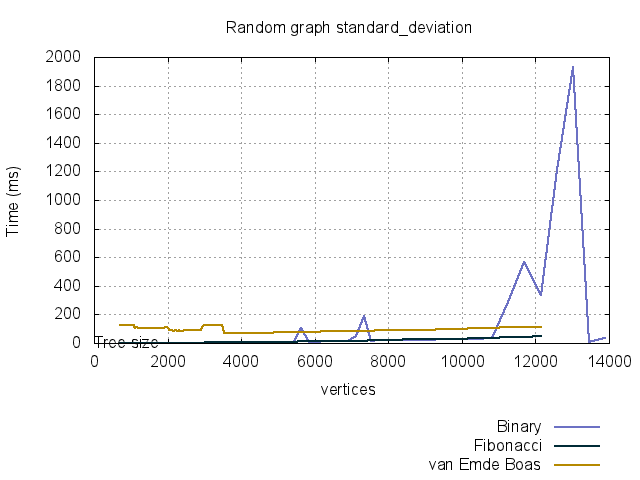 Random graph standard_deviation
2000
1800
1600
1400
1200
1000
800
600
400
200
0
Time (ms)
Tree size
0 2000 4000 6000 8000 10000 12000 14000
vertices
Binary
Fibonacci
van Emde Boas